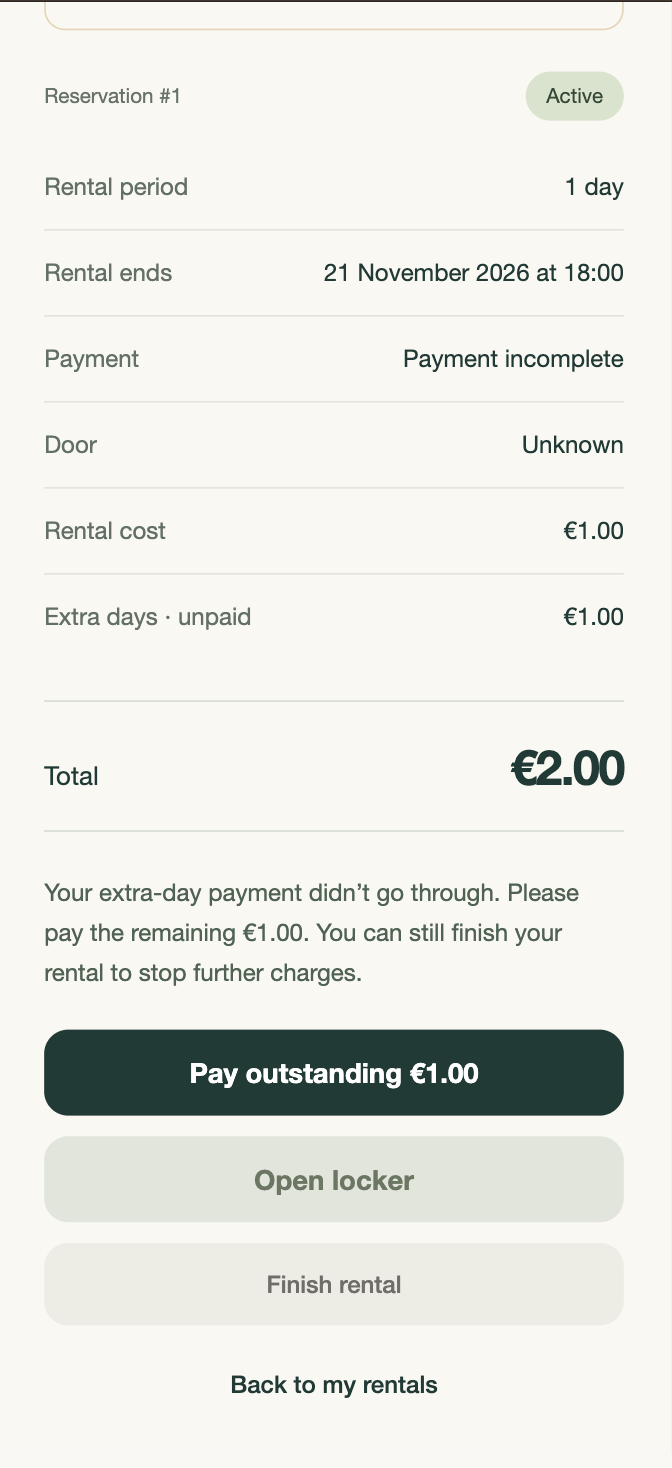 Reservation #1
Active
Rental period
1 day
Rental ends
21 November 2026 at 18:00
Payment
Payment incomplete
Door
Unknown
Rental cost
€1.00
Extra days · unpaid
€1.00
Total
€2.00
Your extra-day payment didn’t go through. Please
pay the remaining €1.00. You can still finish your
rental to stop further charges.
Pay outstanding €1.00
Open locker
Finish rental
Back to my rentals